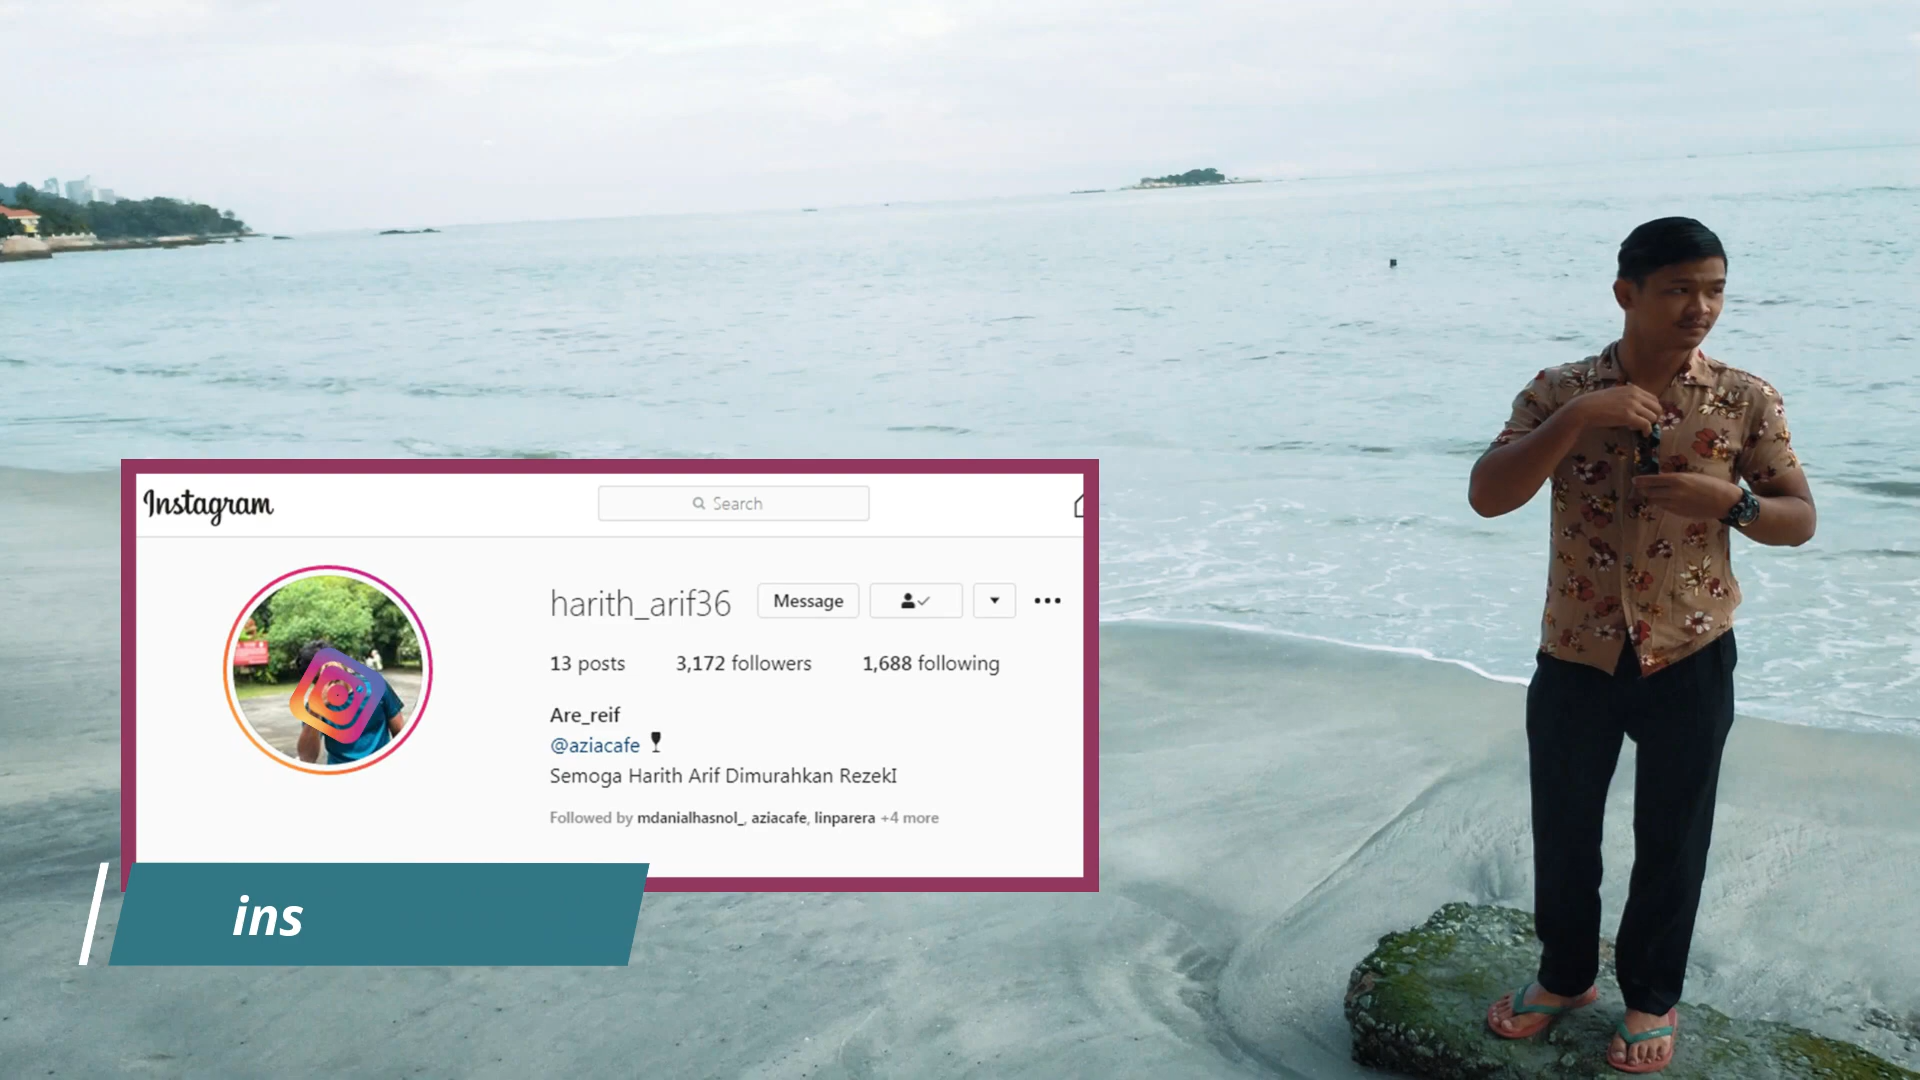 Instagram
Search
harith_arif36 Message
13 posts 3,172 followers 1,688 following
Are_reif
@aziacafe
Semoga Harith Arif Dimurahkan RezekI
Followed by mdanialhasnol_, aziacafe, linparera +4 more
ins